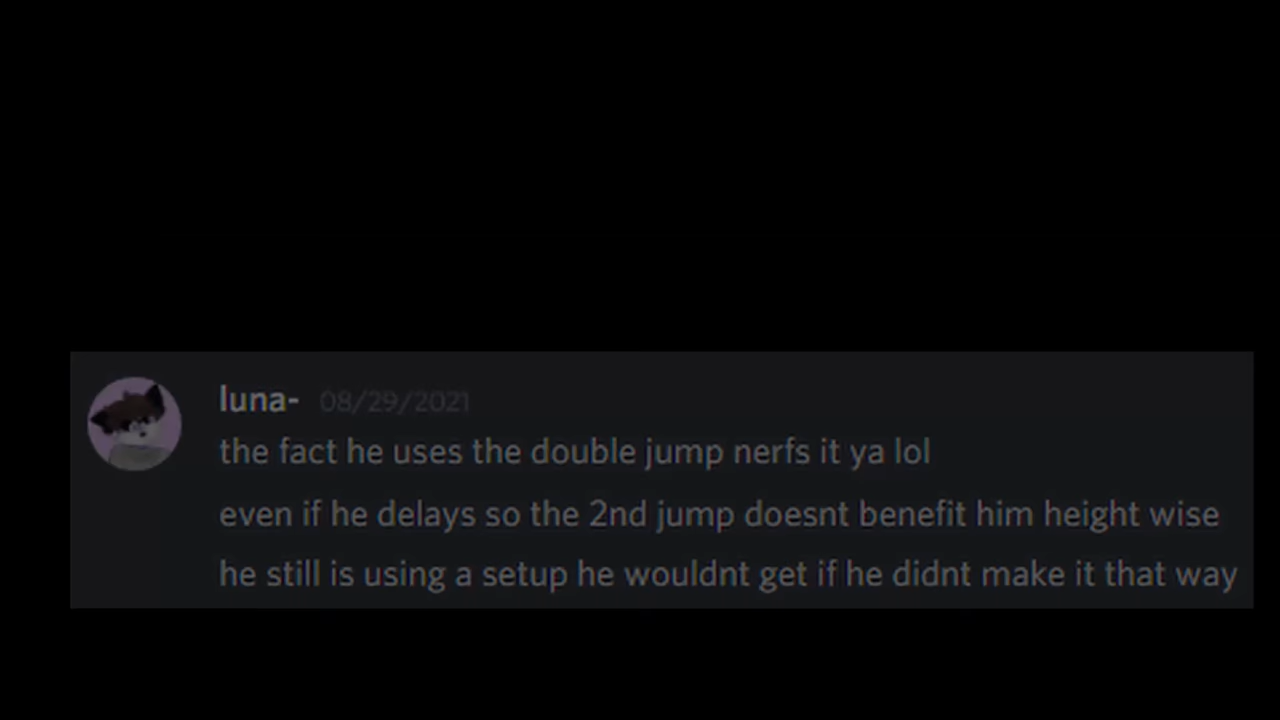 luna- 08/29/2021
the fact he uses the double jump nerfs it ya lol
even if he delays so the 2nd jump doesnt benefit him height wise
he still is using a setup he wouldnt get if he didnt make it that way